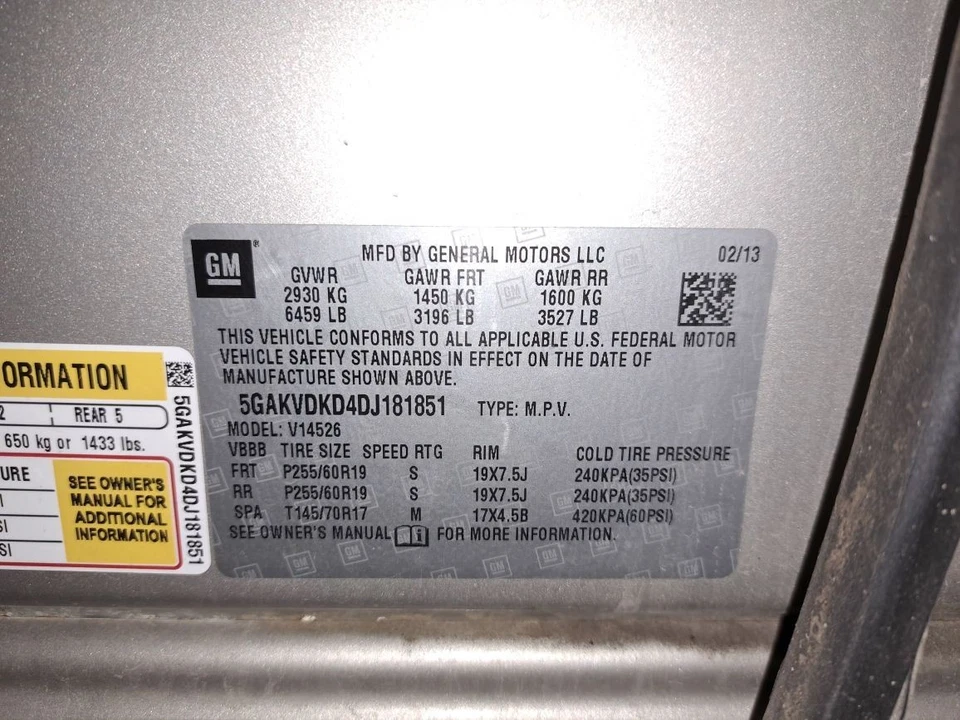 GM
MFD BY GENERAL MOTORS LLC 02/13
GVWR GAWR FRT GAWR RR
2930 KG 1450 KG 1600 KG
6459 LB 3196 LB 3527 LB
THIS VEHICLE CONFORMS TO ALL APPLICABLE U.S. FEDERAL MOTOR
VEHICLE SAFETY STANDARDS IN EFFECT ON THE DATE OF
MANUFACTURE SHOWN ABOVE.
5GAKVDKD4DJ181851 TYPE: M.P.V.
MODEL: V14526
VBBB TIRE SIZE SPEED RTG RIM COLD TIRE PRESSURE
FRT P255/60R19 S 19X7.5J 240KPA(35PSI)
RR P255/60R19 S 19X7.5J 240KPA(35PSI)
SPA T145/70R17 M 17X4.5B 420KPA(60PSI)
SEE OWNER'S MANUAL FOR MORE INFORMATION.
ORMATION
2 REAR 5
650 kg or 1433 lbs.
URE
SI
SI
SEE OWNER'S
MANUAL FOR
ADDITIONAL
INFORMATION
5GAKVDKD4DJ181851